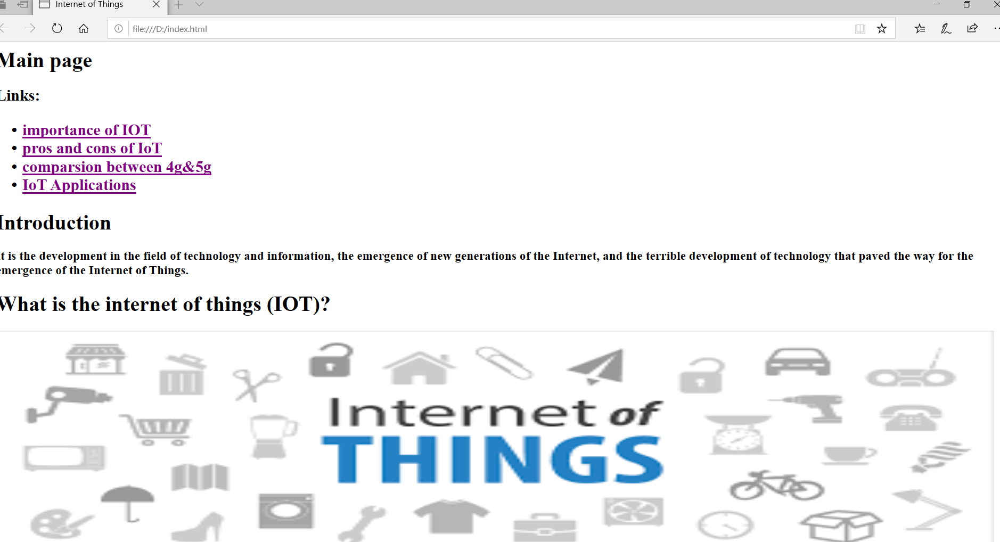 Internet of Things
file:///D:/index.html
Main page
Links:
• importance of IOT
• pros and cons of IoT
• comparsion between 4g&5g
• IoT Applications
Introduction
It is the development in the field of technology and information, the emergence of new generations of the Internet, and the terrible development of technology that paved the way for the
emergence of the Internet of Things.
What is the internet of things (IOT)?
Internet of
THINGS